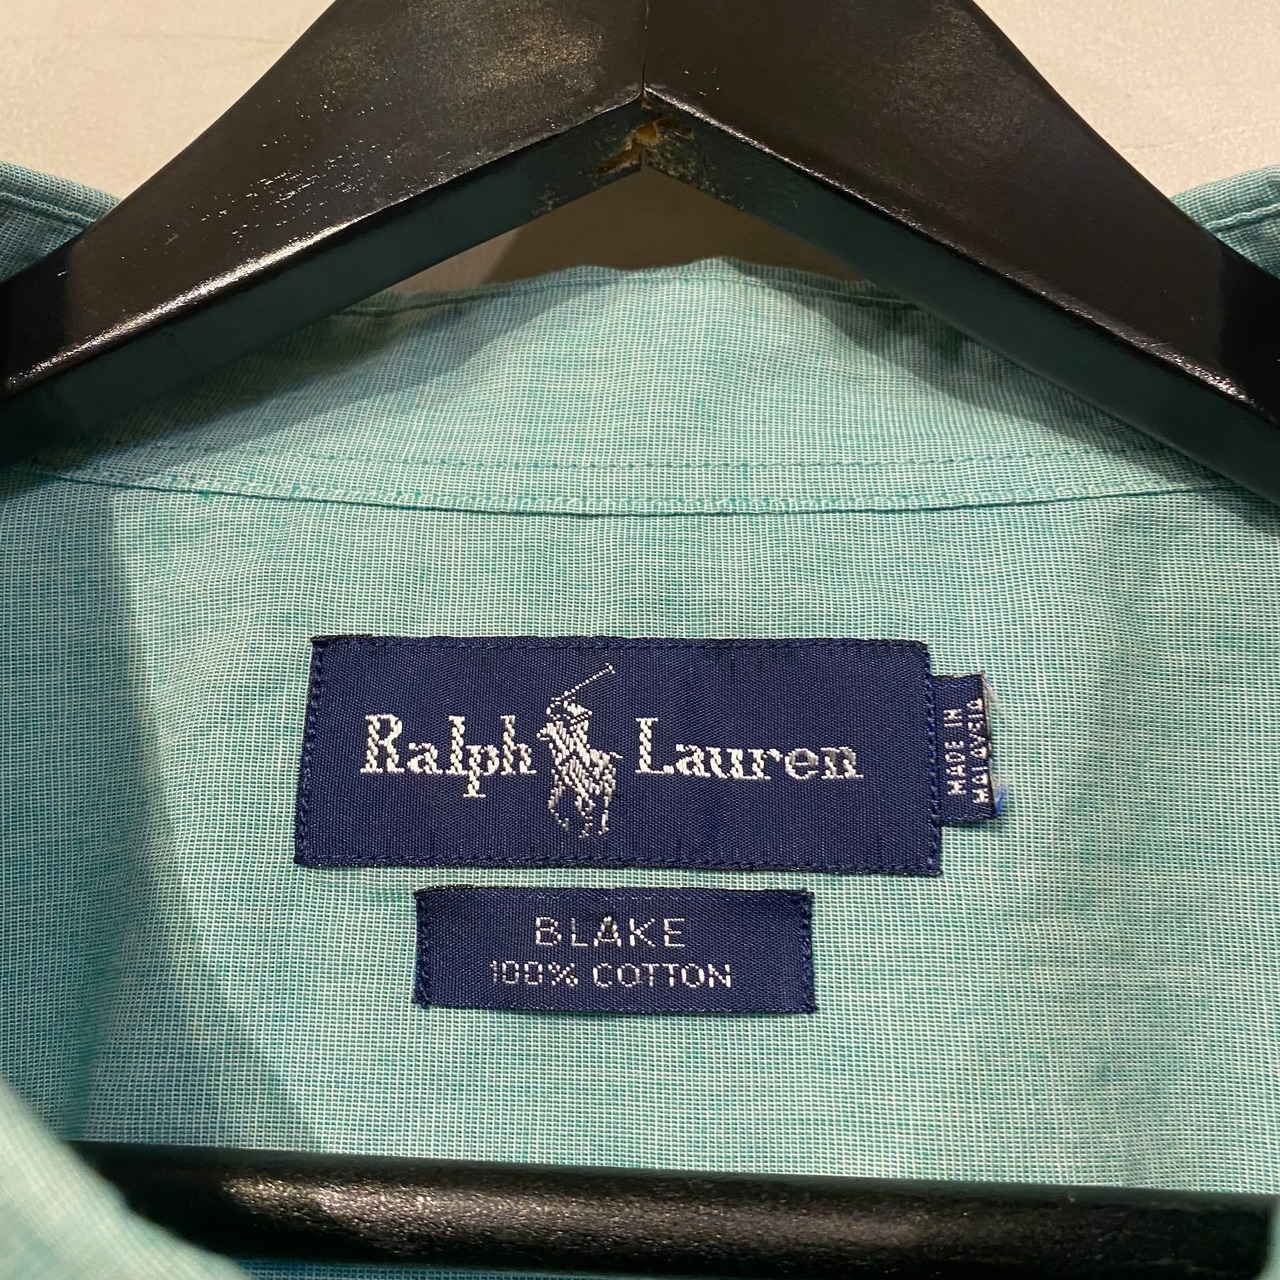 Ralph Lauren
MADE IN
MALAYSIA
BLAKE
100% COTTON